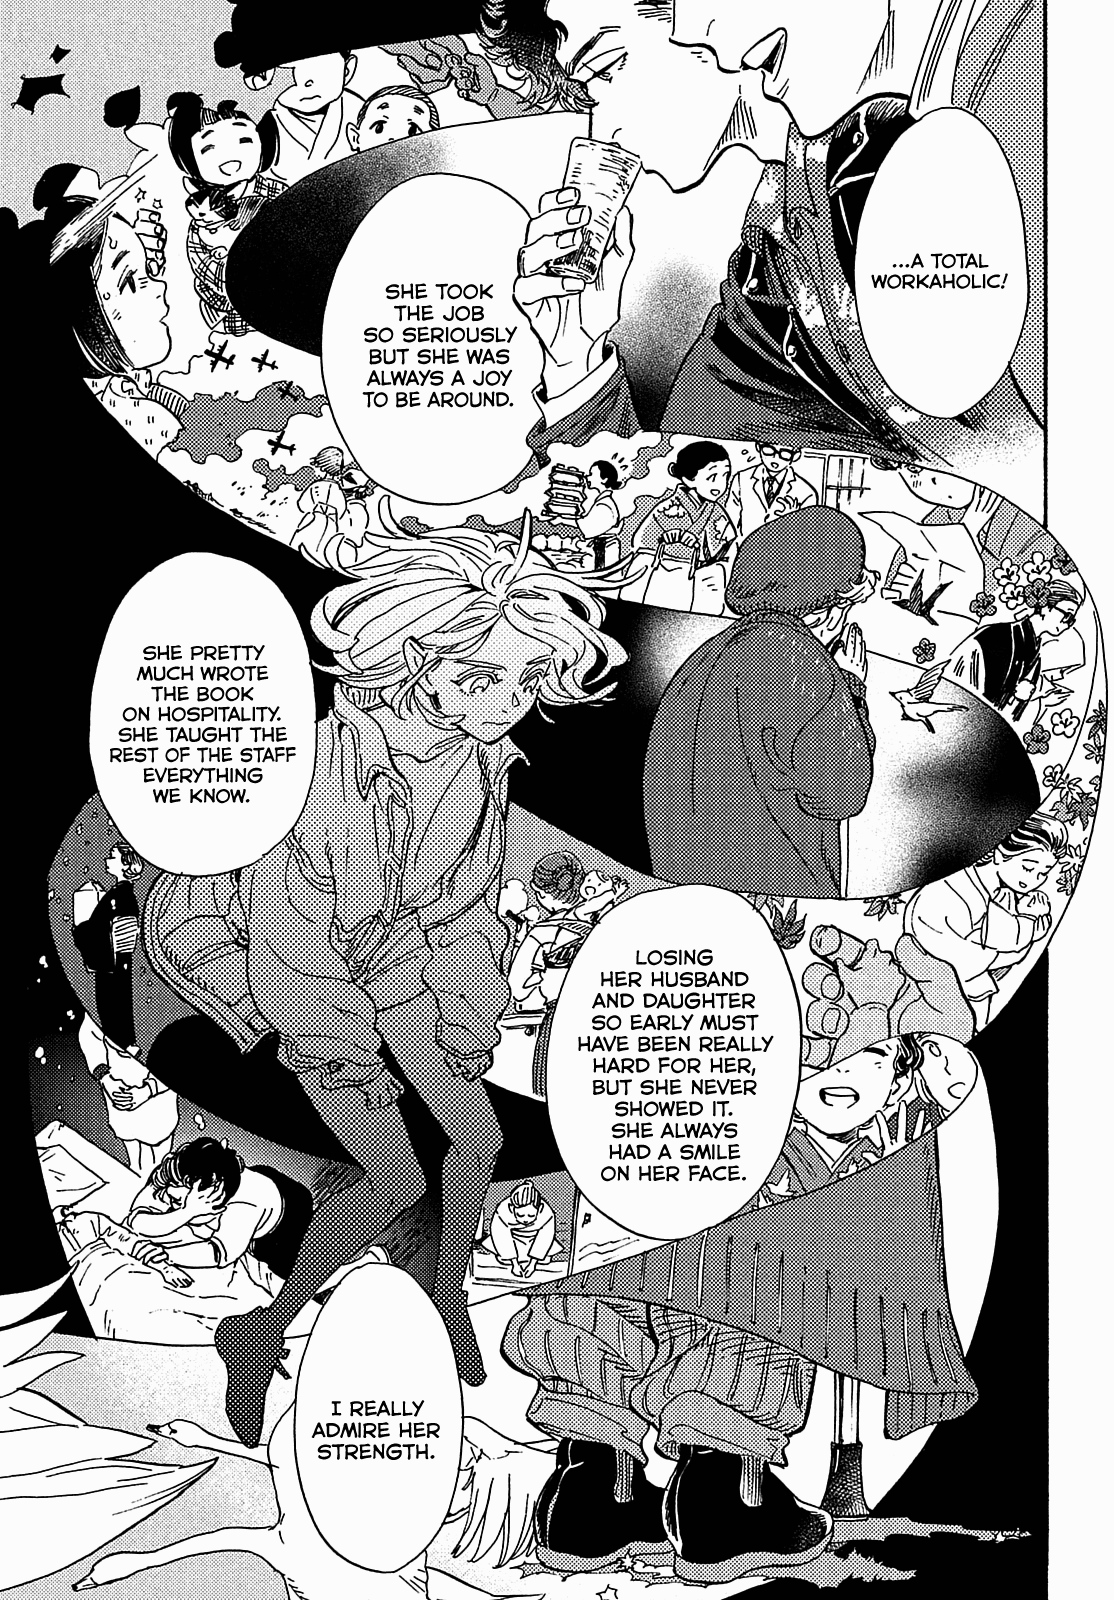 ...A TOTAL
WORKAHOLIC!
SHE TOOK
THE JOB
SO SERIOUSLY
BUT SHE WAS
ALWAYS A JOY
TO BE AROUND.
SHE PRETTY
MUCH WROTE
THE BOOK
ON HOSPITALITY.
SHE TAUGHT THE
REST OF THE STAFF
EVERYTHING
WE KNOW.
LOSING
HER HUSBAND
AND DAUGHTER
SO EARLY MUST
HAVE BEEN REALLY
HARD FOR HER,
BUT SHE NEVER
SHOWED IT.
SHE ALWAYS
HAD A SMILE
ON HER FACE.
I REALLY
ADMIRE HER
STRENGTH.